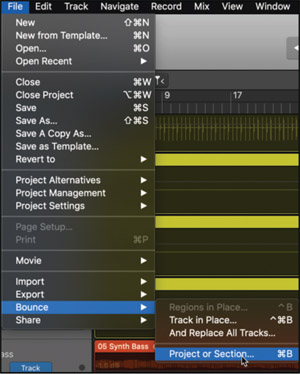 File Edit Track Navigate Record Mix View Window
New ⇧⌘N
New from Template... ⌘N
Open... ⌘O
Open Recent ▶
Close ⌘W
Close Project ⌥⌘W
Save ⌘S
Save As... ⇧⌘S
Save A Copy As...
Save as Template...
Revert to ▶
Project Alternatives ▶
Project Management ▶
Project Settings ▶
Page Setup...
Print ⌘P
Movie ▶
Import ▶
Export ▶
Bounce ▶
Share ▶
9 17
Regions in Place... ⌃B
Track in Place... ⌃⌘B
And Replace All Tracks...
Project or Section... ⌘B
05 Synth Bass
ass
Track